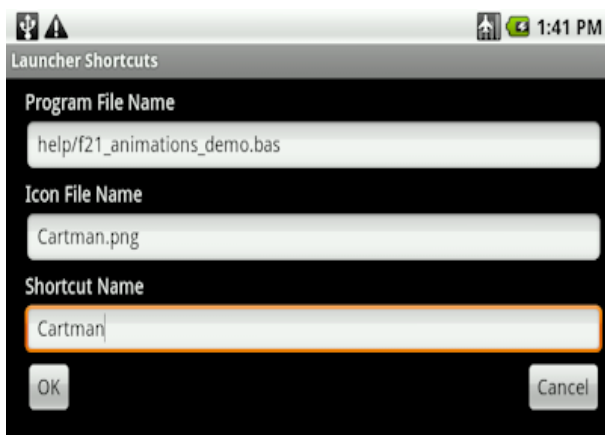 1:41 PM
Launcher Shortcuts
Program File Name
help/f21_animations_demo.bas
Icon File Name
Cartman.png
Shortcut Name
Cartman
OK Cancel